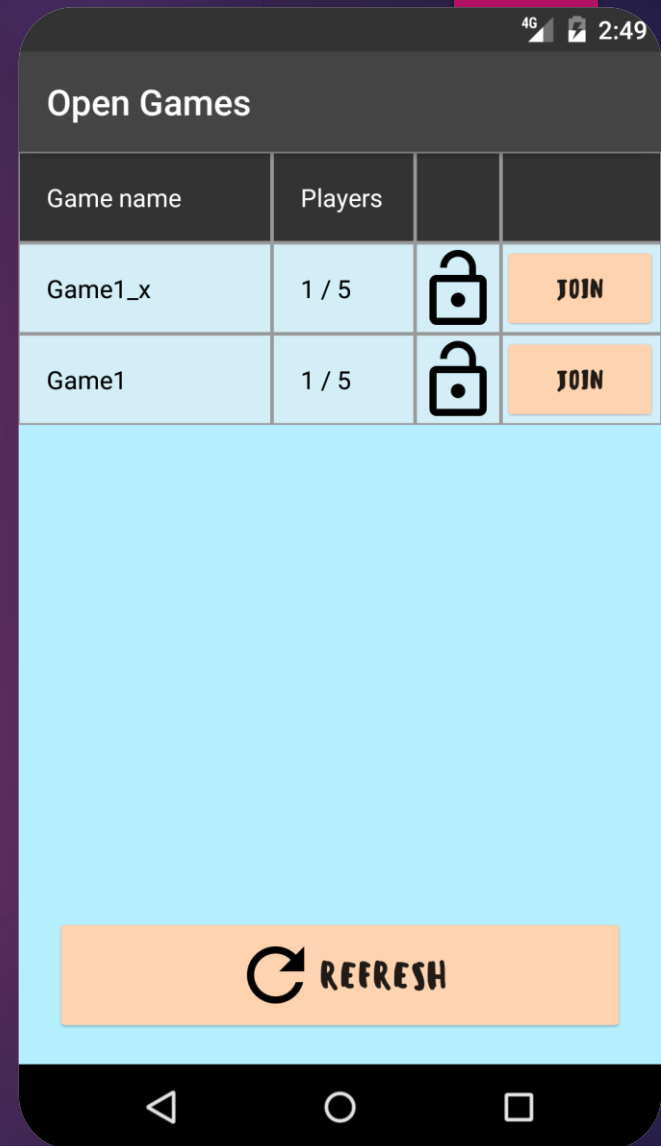 4G 2:49
Open Games
Game name Players
Game1_x 1 / 5 JOIN
Game1 1 / 5 JOIN
REFRESH